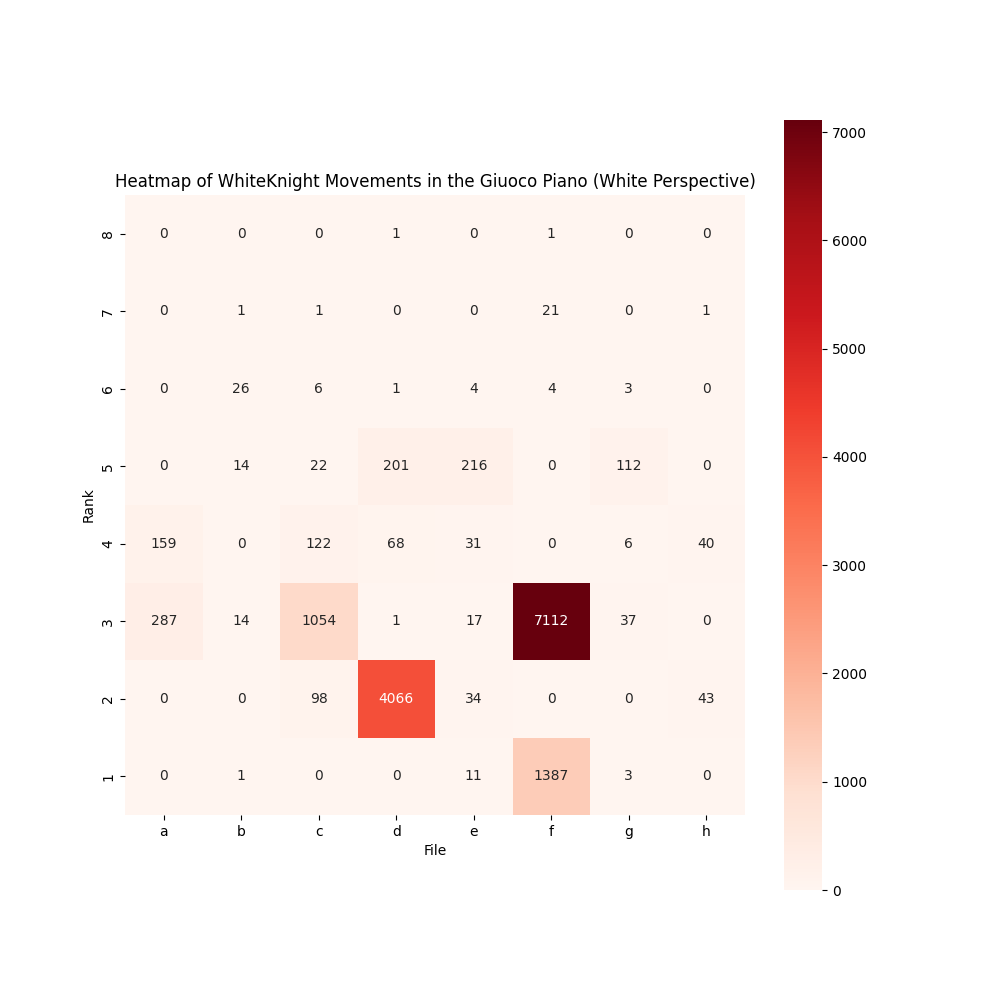 Heatmap of WhiteKnight Movements in the Giuoco Piano (White Perspective)
8 0 0 0 1 0 1 0 0
7 0 1 1 0 0 21 0 1
6 0 26 6 1 4 4 3 0
5 0 14 22 201 216 0 112 0
4 159 0 122 68 31 0 6 40
3 287 14 1054 1 17 7112 37 0
2 0 0 98 4066 34 0 0 43
1 0 1 0 0 11 1387 3 0
a b c d e f g h
File
Rank
7000
6000
5000
4000
3000
2000
1000
0